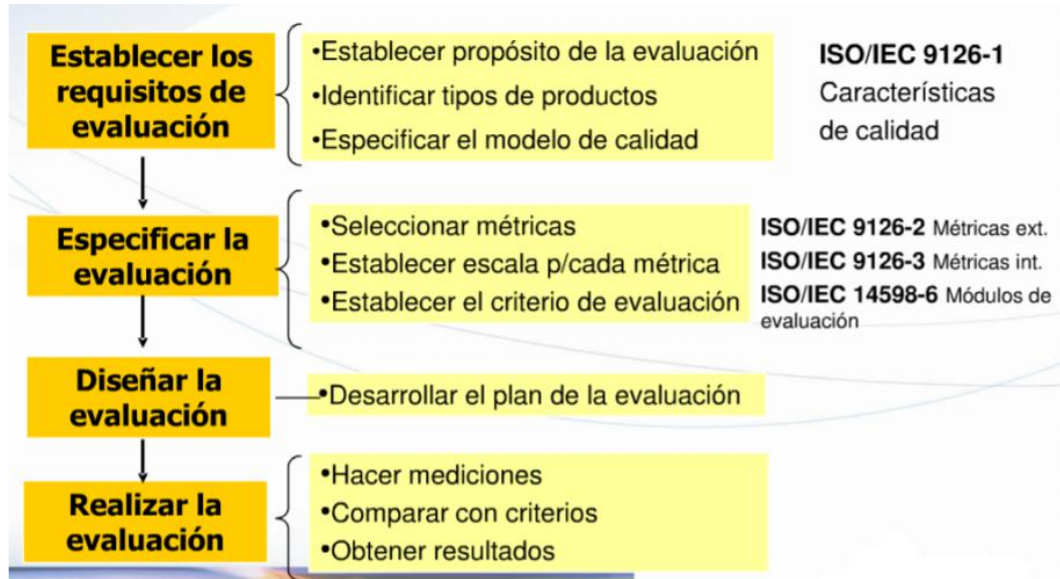 Establecer los
requisitos de
evaluación
•Establecer propósito de la evaluación
•Identificar tipos de productos
•Especificar el modelo de calidad
ISO/IEC 9126-1
Características
de calidad
Especificar la
evaluación
•Seleccionar métricas
•Establecer escala p/cada métrica
•Establecer el criterio de evaluación
ISO/IEC 9126-2 Métricas ext.
ISO/IEC 9126-3 Métricas int.
ISO/IEC 14598-6 Módulos de
evaluación
Diseñar la
evaluación
•Desarrollar el plan de la evaluación
Realizar la
evaluación
•Hacer mediciones
•Comparar con criterios
•Obtener resultados